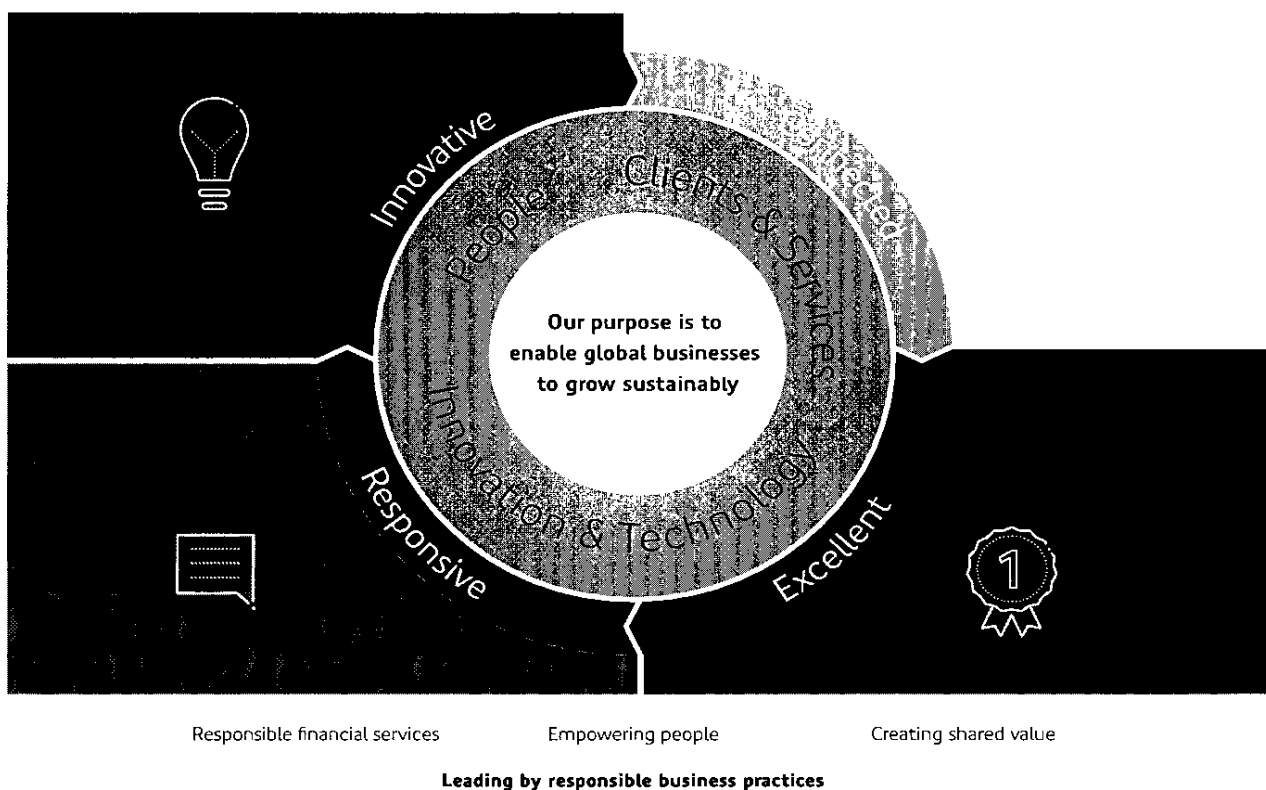 Innovative
Connected
People
Clients & Services
Our purpose is to
enable global businesses
to grow sustainably
Innovation & Technology
Responsive
Excellent
1
Responsible financial services
Empowering people
Creating shared value
Leading by responsible business practices